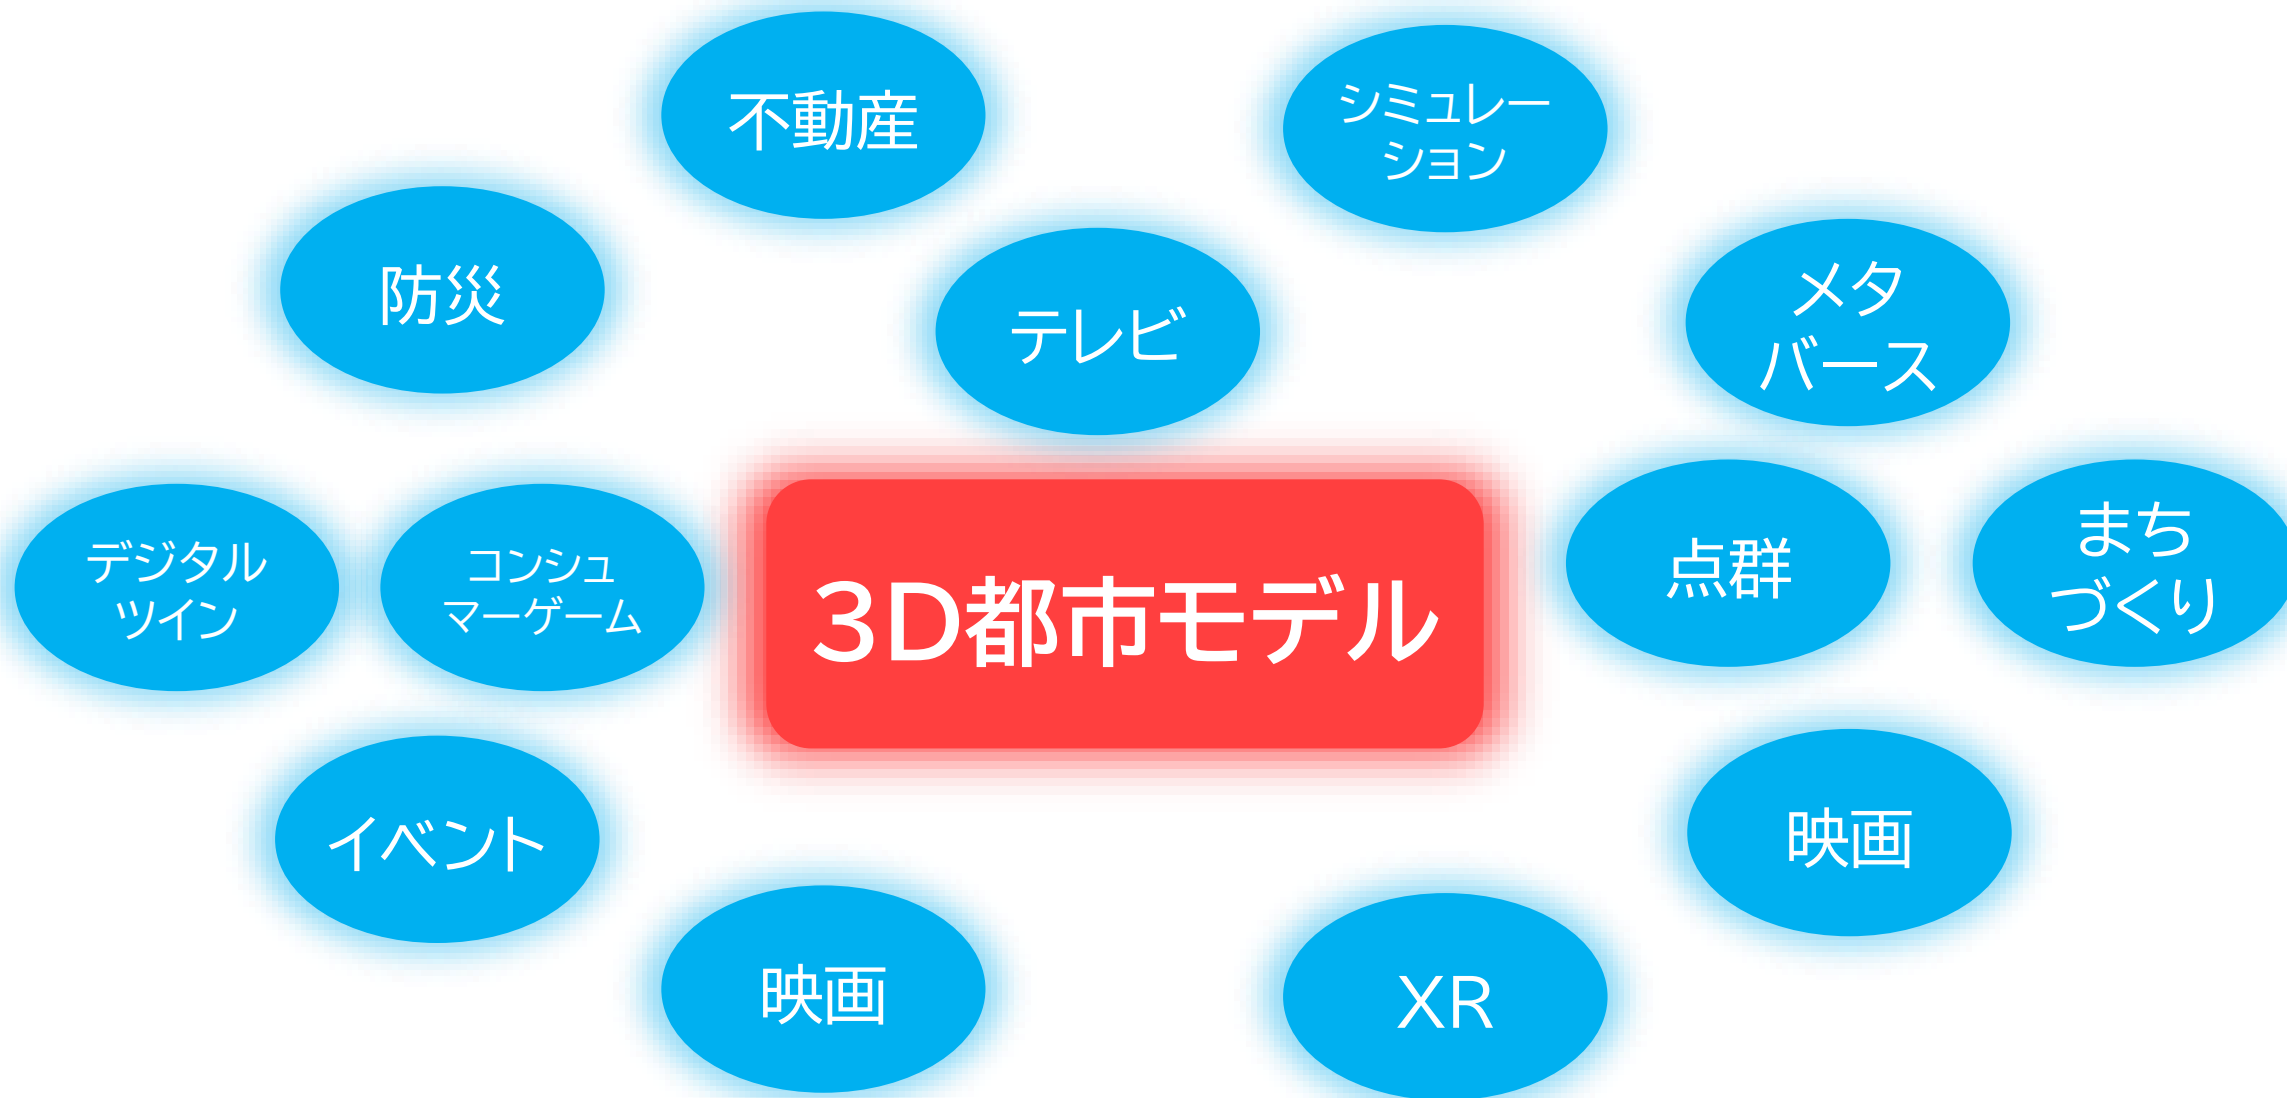 不動産
シミュレー
ション
防災
テレビ
メタ
バース
デジタル
ツイン
コンシュ
マーゲーム
3D都市モデル
点群
まち
づくり
イベント
映画
映画
XR